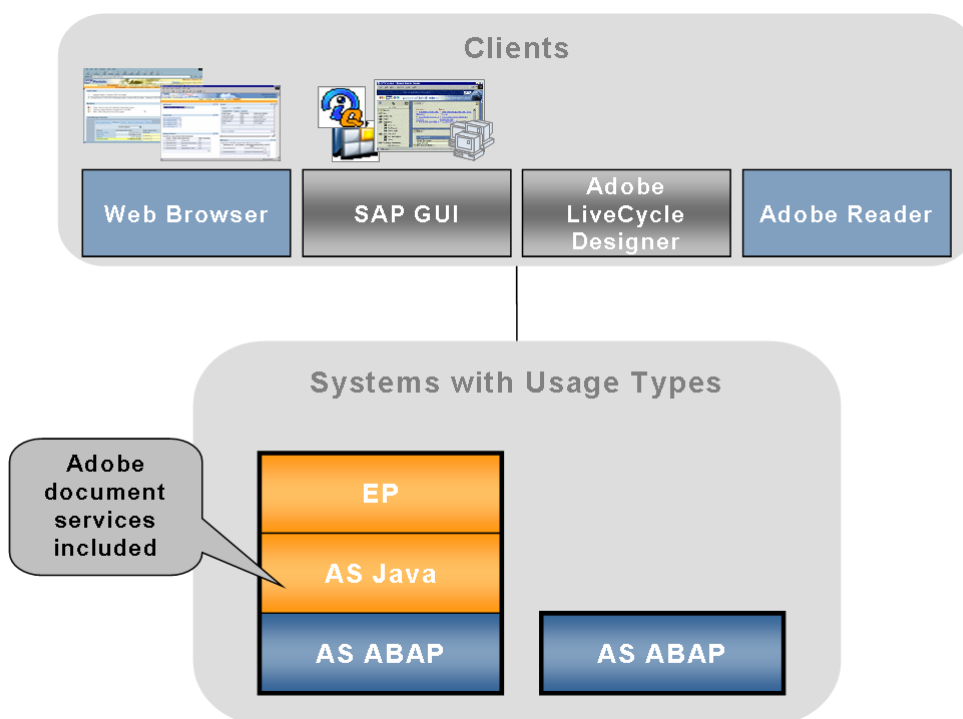 Clients
Web Browser
SAP GUI
Adobe
LiveCycle
Designer
Adobe Reader
Systems with Usage Types
Adobe
document
services
included
EP
AS Java
AS ABAP
AS ABAP